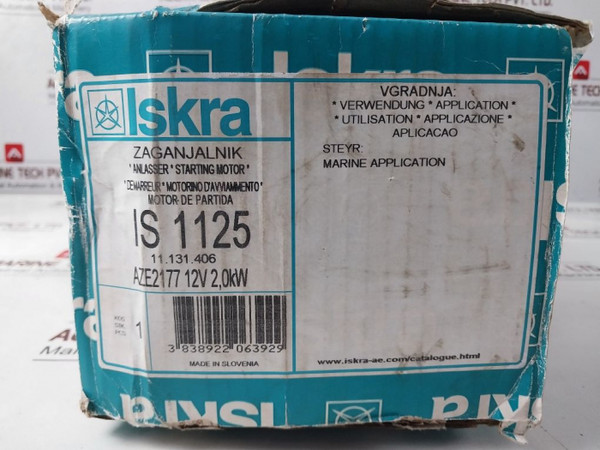 Iskra
ZAGANJALNIK
* ANLASSER * STARTING MOTOR *
* DEMARREUR * MOTORINO D'AVVIAMMENTO *
MOTOR DE PARTIDA
IS 1125
11.131.406
AZE2177 12V 2,0kW
1
3 838922 063929
MADE IN SLOVENIA
VGRADNJA:
* VERWENDUNG * APPLICATION *
* UTILISATION * APPLICAZIONE *
APLICACAO
STEYR:
MARINE APPLICATION
www.iskra-ae.com/catalogue.html
Iskra